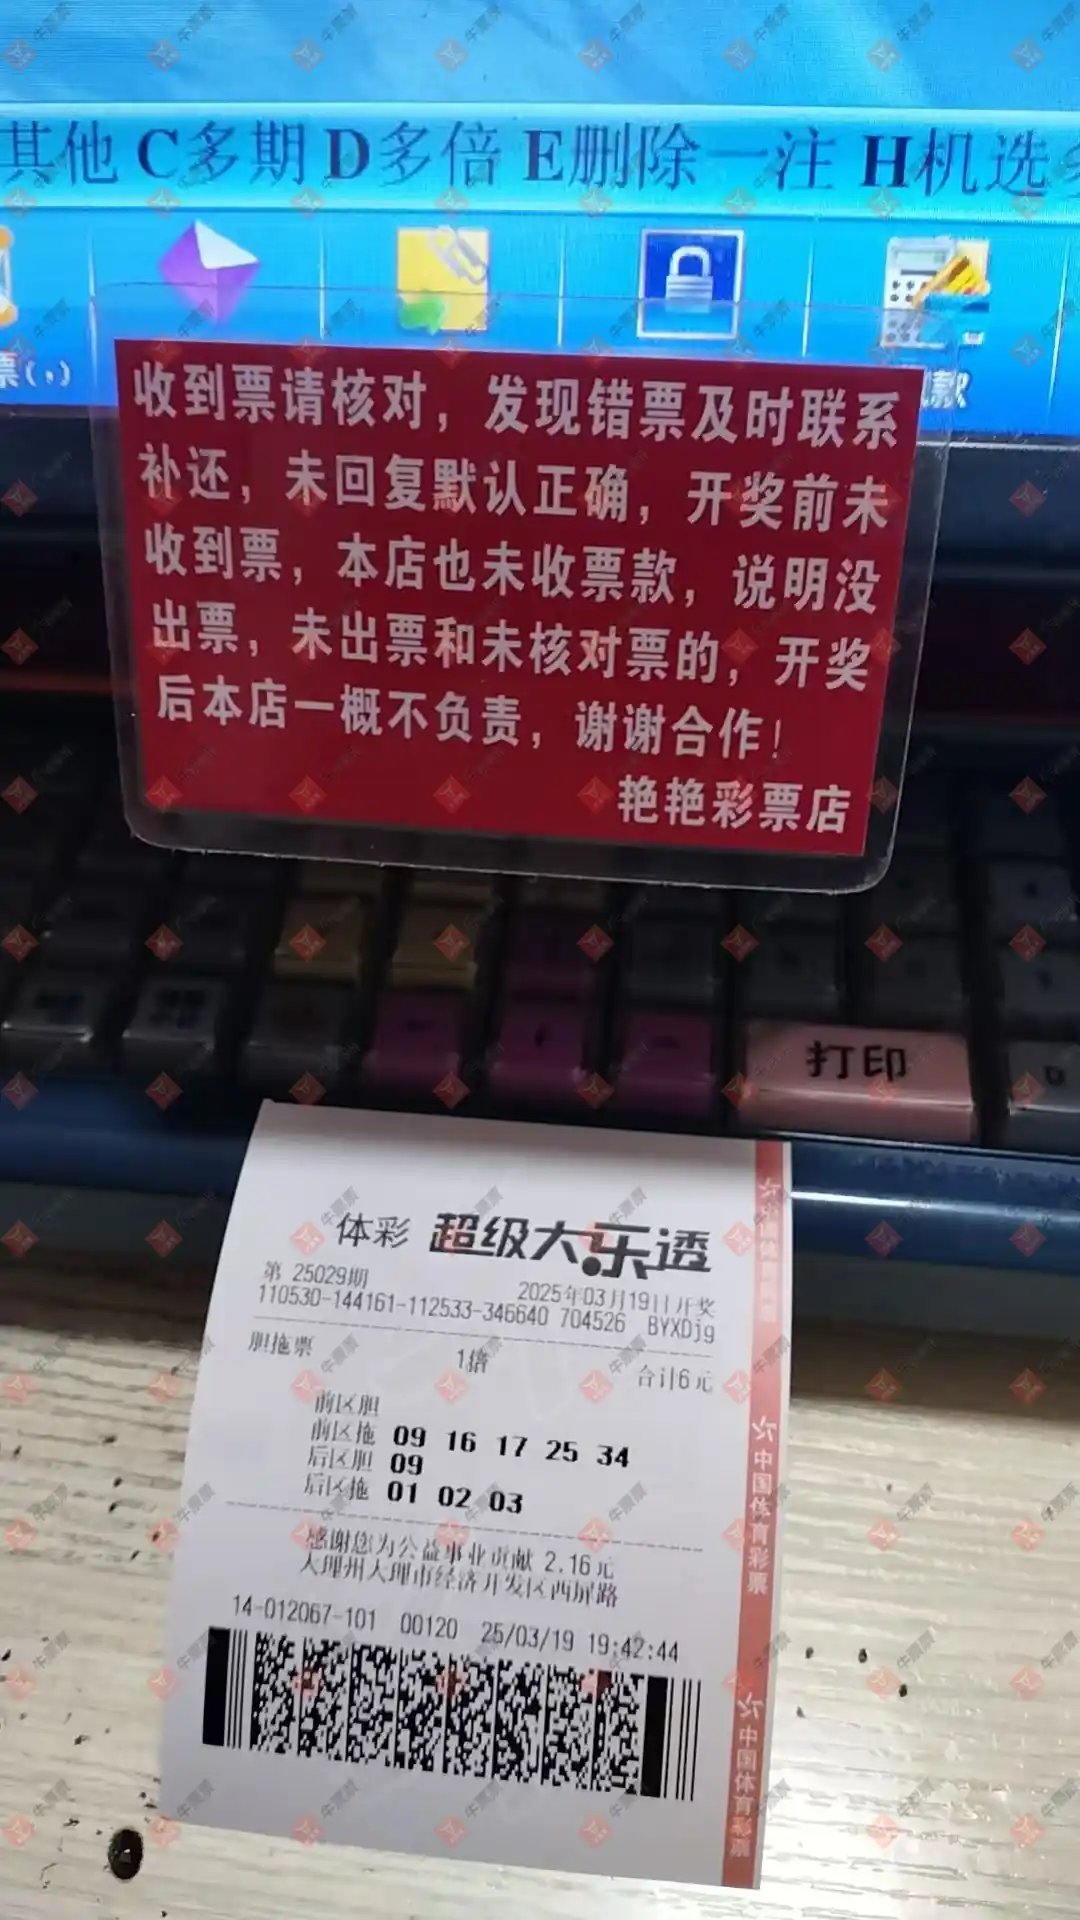 其他 C多期 D多倍 E删除一注 H机选
票(,)
款
收到票请核对，发现错票及时联系
补还，未回复默认正确，开奖前未
收到票，本店也未收票款，说明没
出票，未出票和未核对票的，开奖
后本店一概不负责，谢谢合作！
艳艳彩票店
打印
体彩 超级大乐透
第 25029期 2025年03月19日开奖
110530-144161-112533-346640 704526 BYXDjg
胆拖票 1倍 合计6元
前区胆
前区拖 09 16 17 25 34
后区胆 09
后区拖 01 02 03
感谢您为公益事业贡献 2.16元
大理州大理市经济开发区西屏路
14-012067-101 00120 25/03/19 19:42:44
中国体育彩票
中国体育彩票
牛票票